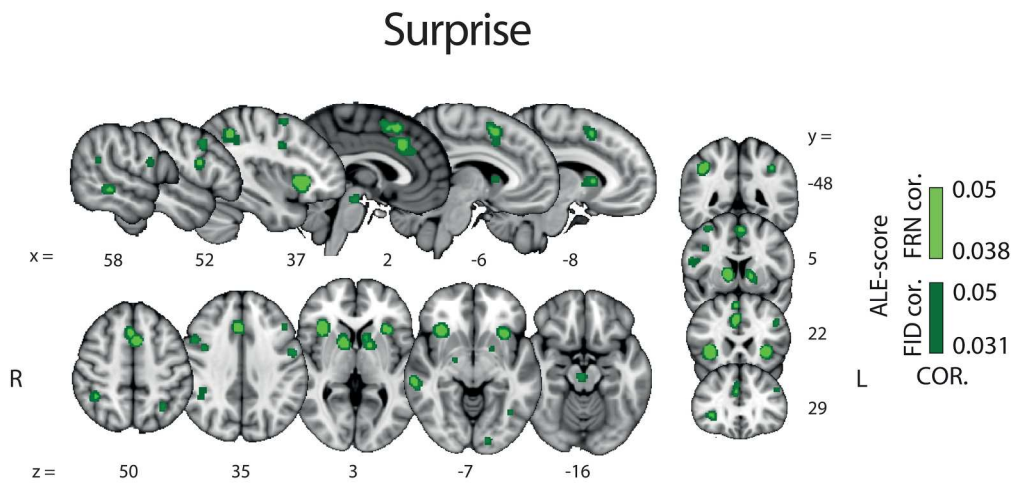 Surprise
x = 58 52 37 2 -6 -8
R
z = 50 35 3 -7 -16
y =
-48
5
22
29
L
ALE-score
FRN cor.
0.05
0.038
FID cor.
0.05
0.031
COR.